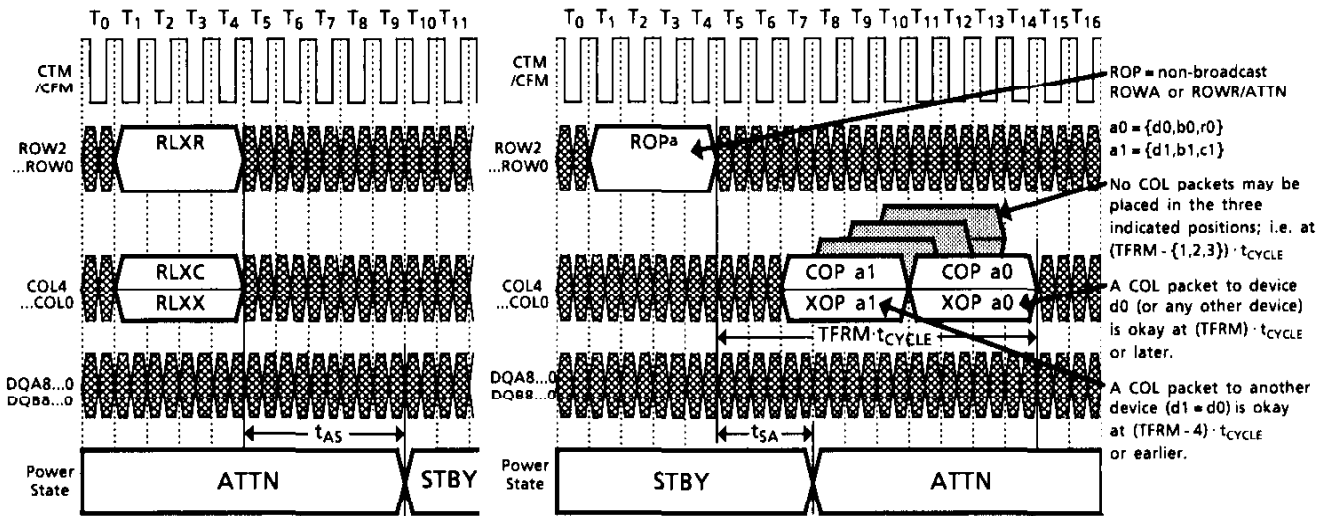 T0 T1 T2 T3 T4 T5 T6 T7 T8 T9 T10 T11
CTM
/CFM
ROW2
...ROW0
RLXR
COL4
...COL0
RLXC
RLXX
DQA8...0
DQB8...0
tAS
Power
State
ATTN
STBY
T0 T1 T2 T3 T4 T5 T6 T7 T8 T9 T10 T11 T12 T13 T14 T15 T16
CTM
/CFM
ROW2
...ROW0
ROPa
COL4
...COL0
COP a1
XOP a1
COP a0
XOP a0
TFRM·tCYCLE
DQA8...0
DQB8...0
tSA
Power
State
STBY
ATTN
ROP = non-broadcast
ROWA or ROWR/ATTN
a0 = {d0,b0,r0}
a1 = {d1,b1,c1}
No COL packets may be
placed in the three
indicated positions; i.e. at
(TFRM - {1,2,3}) · tCYCLE
A COL packet to device
d0 (or any other device)
is okay at (TFRM) · tCYCLE
or later.
A COL packet to another
device (d1 = d0) is okay
at (TFRM - 4) · tCYCLE
or earlier.